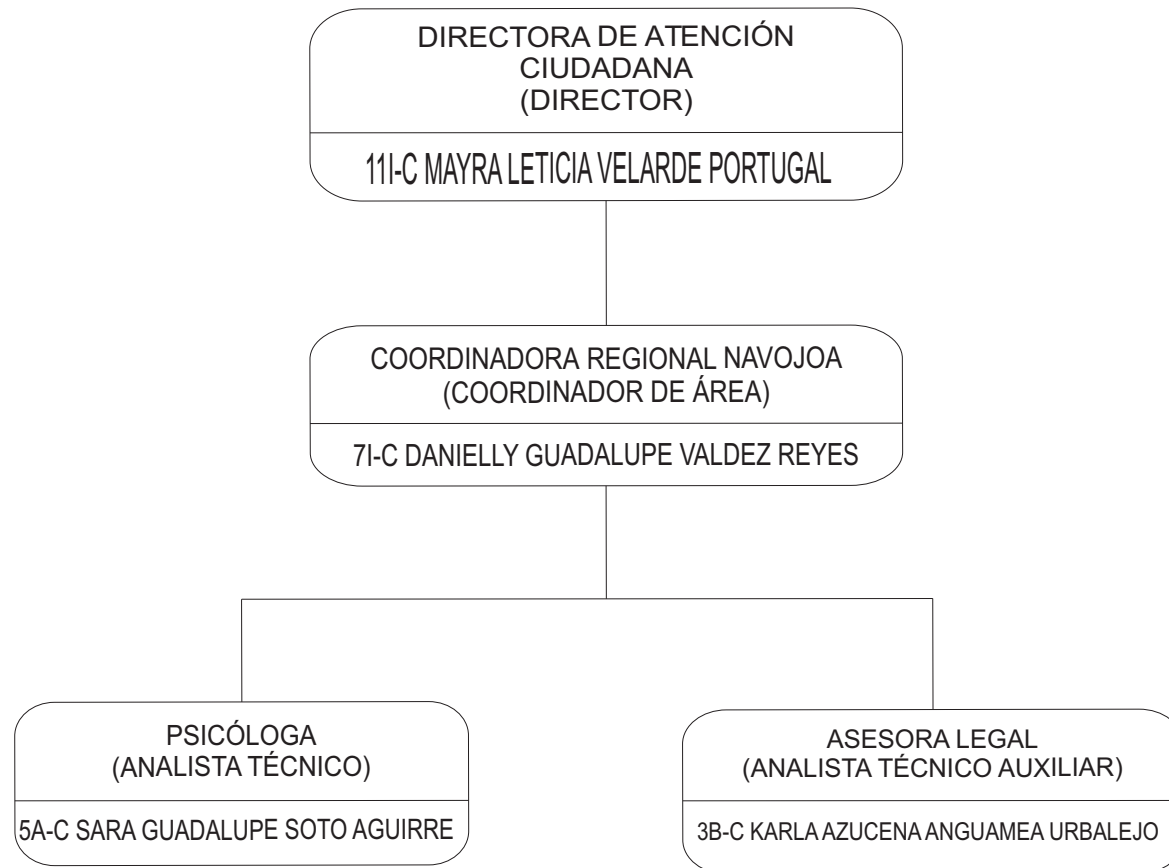 DIRECTORA DE ATENCIÓN
CIUDADANA
(DIRECTOR)
11I-C MAYRA LETICIA VELARDE PORTUGAL
COORDINADORA REGIONAL NAVOJOA
(COORDINADOR DE ÁREA)
7I-C DANIELLY GUADALUPE VALDEZ REYES
PSICÓLOGA
(ANALISTA TÉCNICO)
5A-C SARA GUADALUPE SOTO AGUIRRE
ASESORA LEGAL
(ANALISTA TÉCNICO AUXILIAR)
3B-C KARLA AZUCENA ANGUAMEA URBALEJO